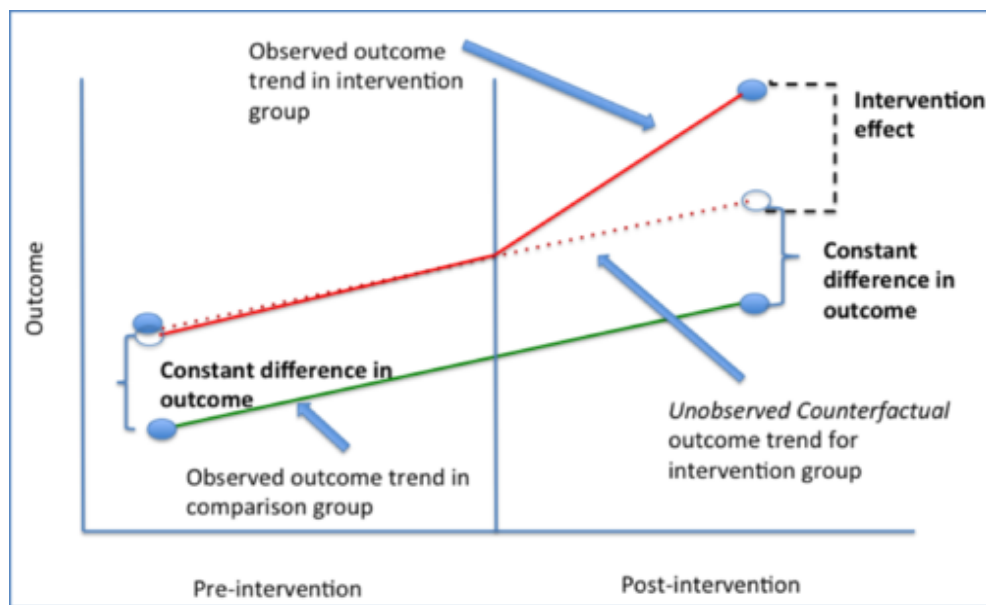 Observed outcome
trend in intervention
group
Intervention
effect
Constant
difference in
outcome
Outcome
Constant difference in
outcome
Unobserved Counterfactual
outcome trend for
intervention group
Observed outcome trend in
comparison group
Pre-intervention
Post-intervention